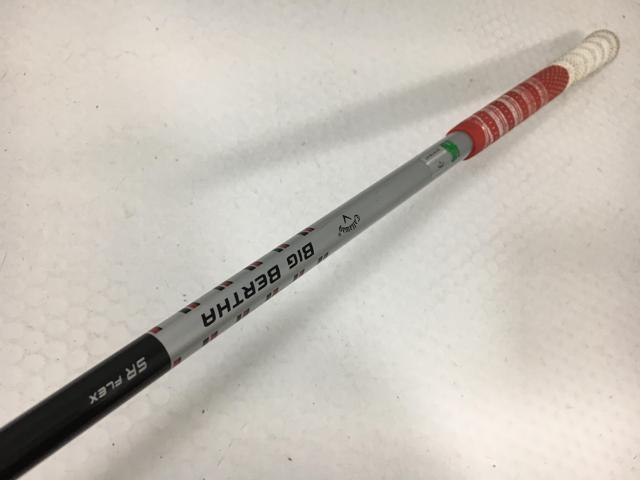 Callaway
BIG BERTHA
SR FLEX